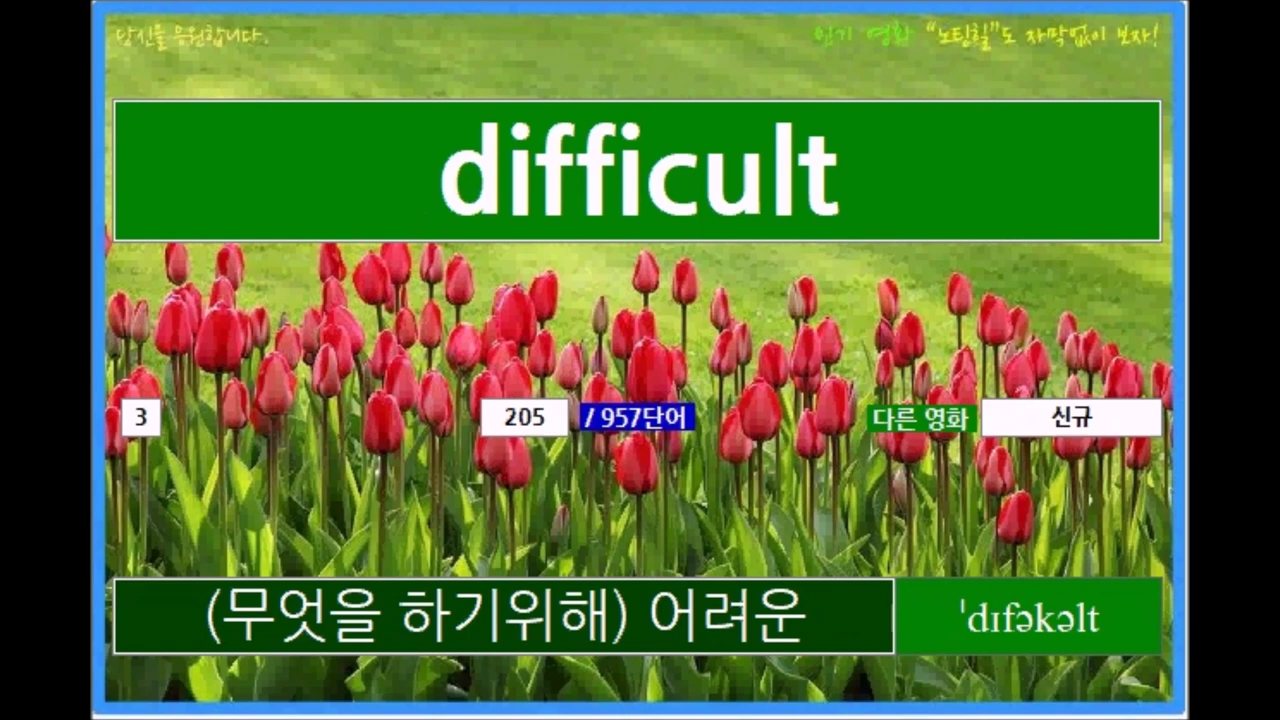 당신을 응원합니다.
인기 영화 “노팅힐”도 자막없이 보자!
difficult
3
205 / 957단어
다른 영화 신규
(무엇을 하기위해) 어려운
ˈdɪfəkəlt